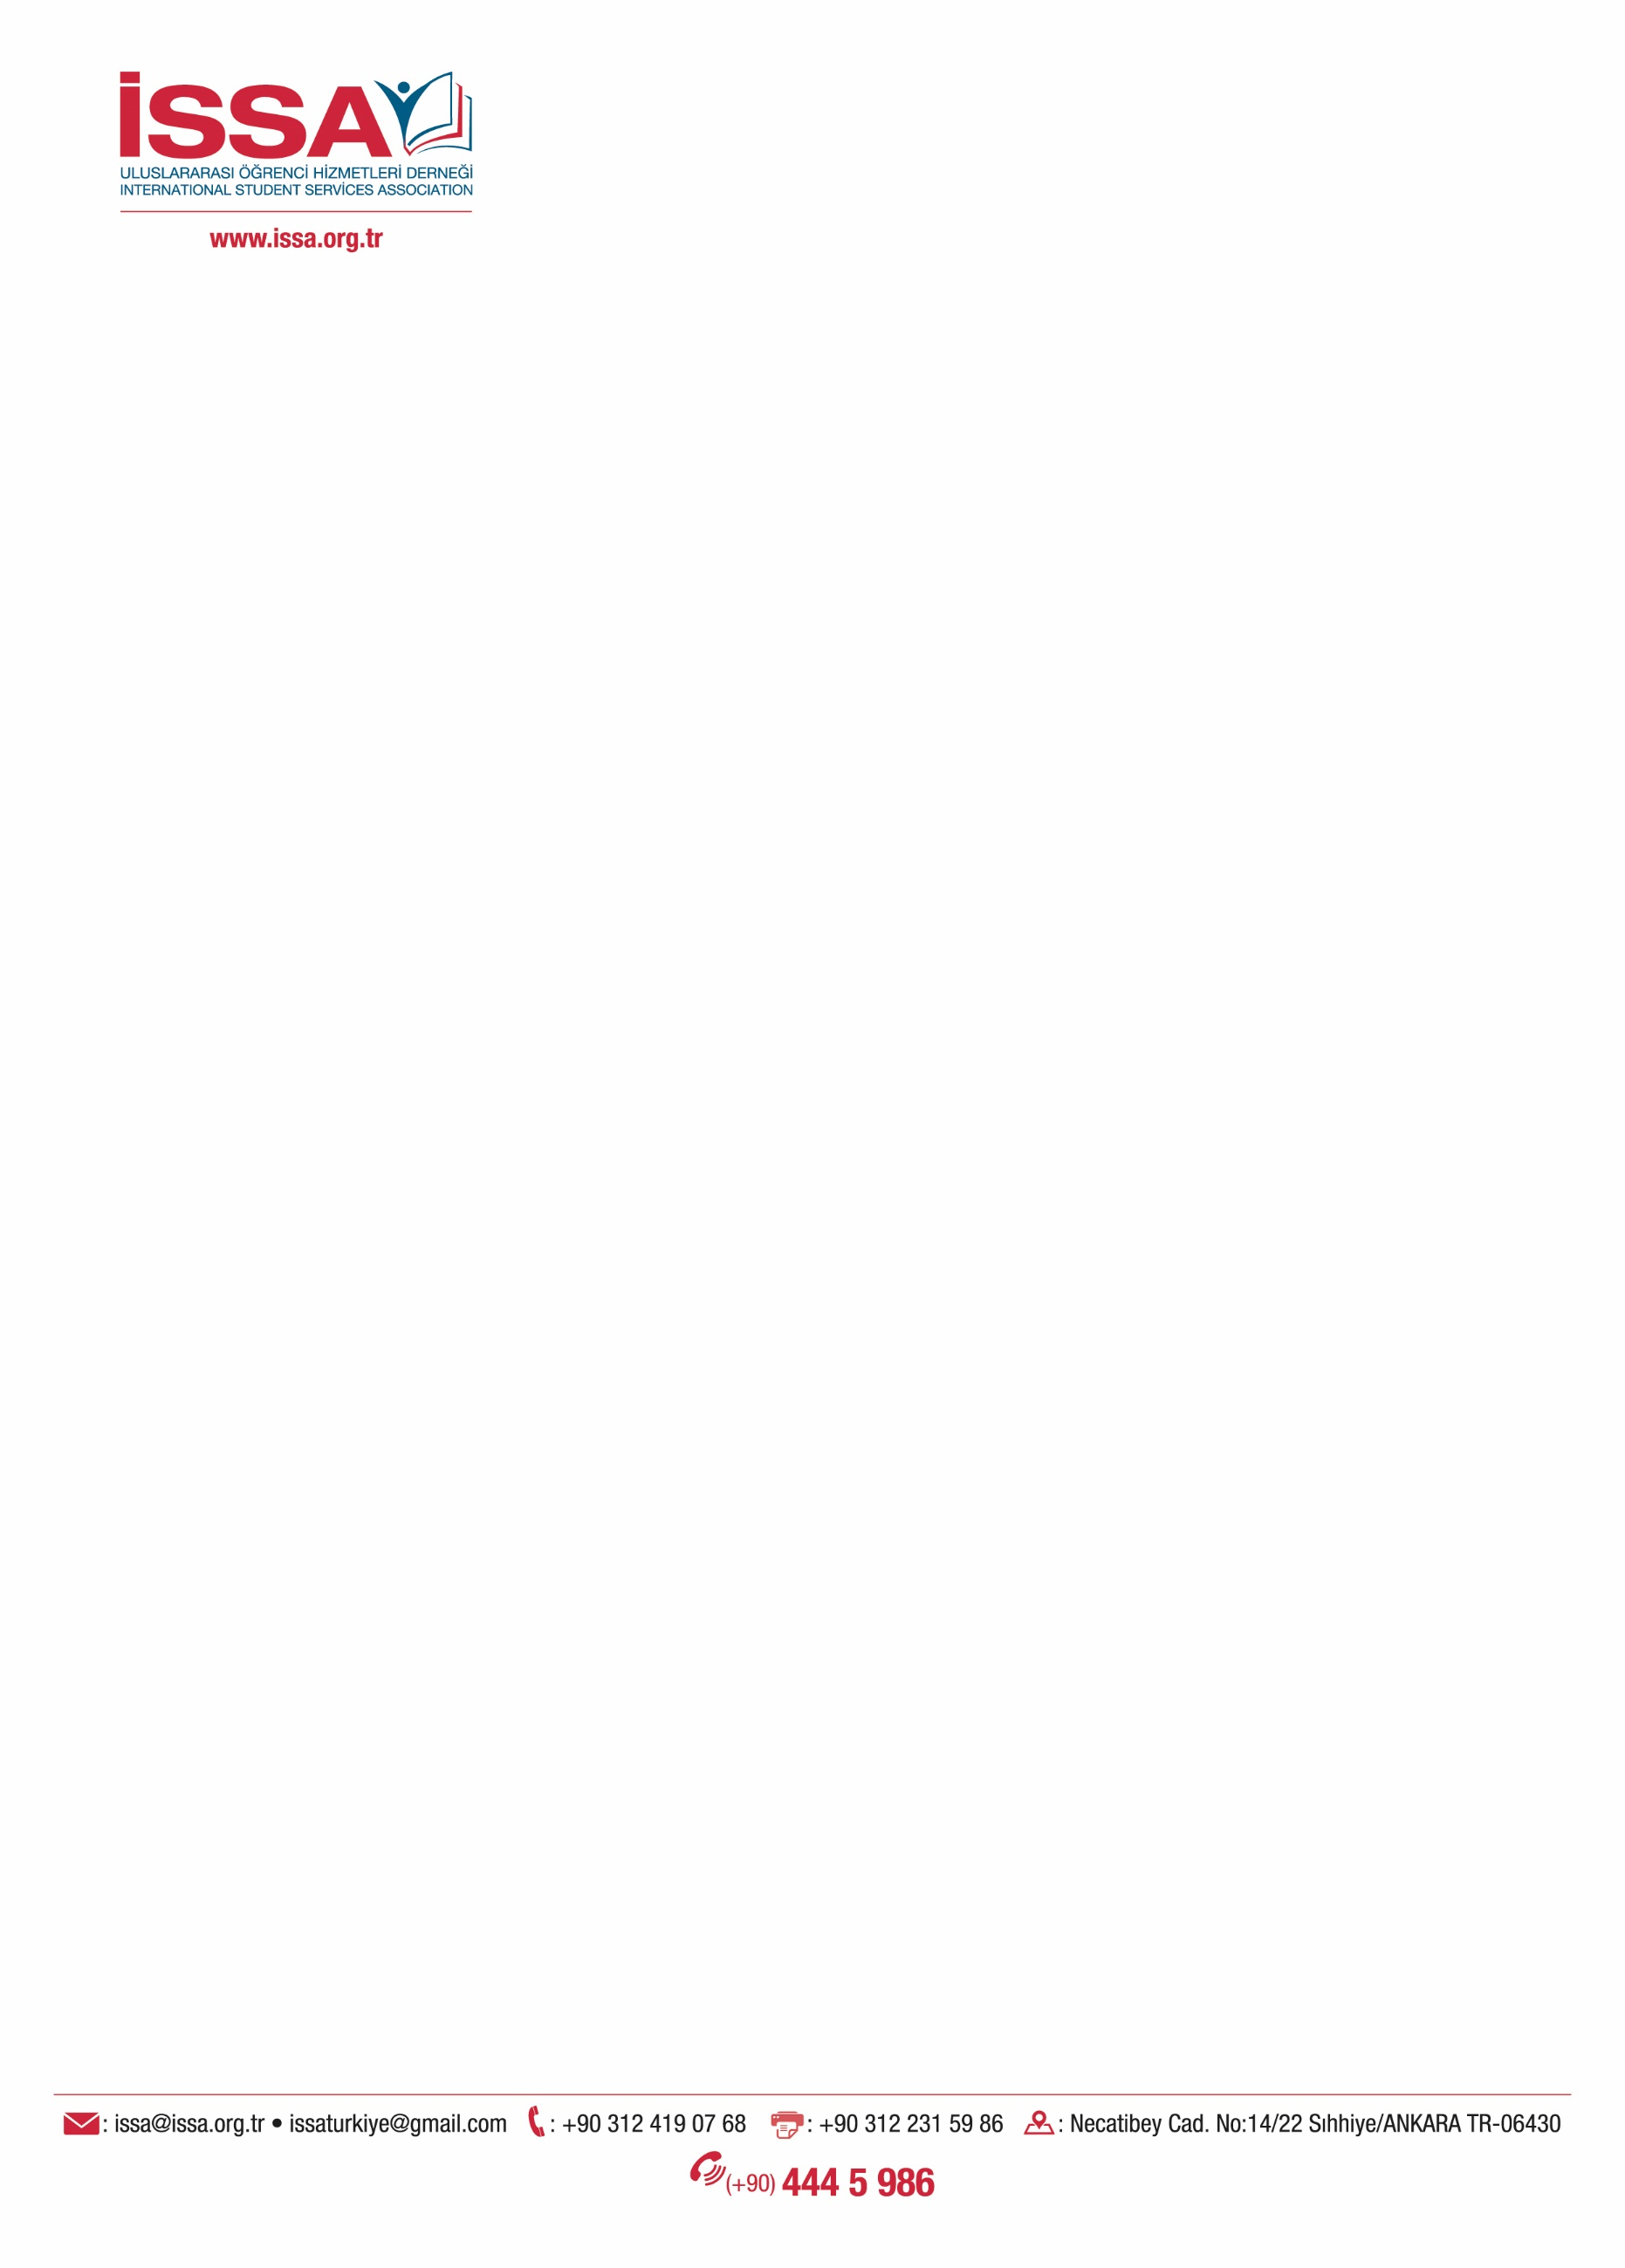 İSSA
ULUSLARARASI ÖĞRENCİ HİZMETLERİ DERNEĞİ
INTERNATIONAL STUDENT SERVİCES ASSOCIATION
www.issa.org.tr
: issa@issa.org.tr • issaturkiye@gmail.com : +90 312 419 07 68 : +90 312 231 59 86 : Necatibey Cad. No:14/22 Sıhhiye/ANKARA TR-06430
(+90) 444 5 986